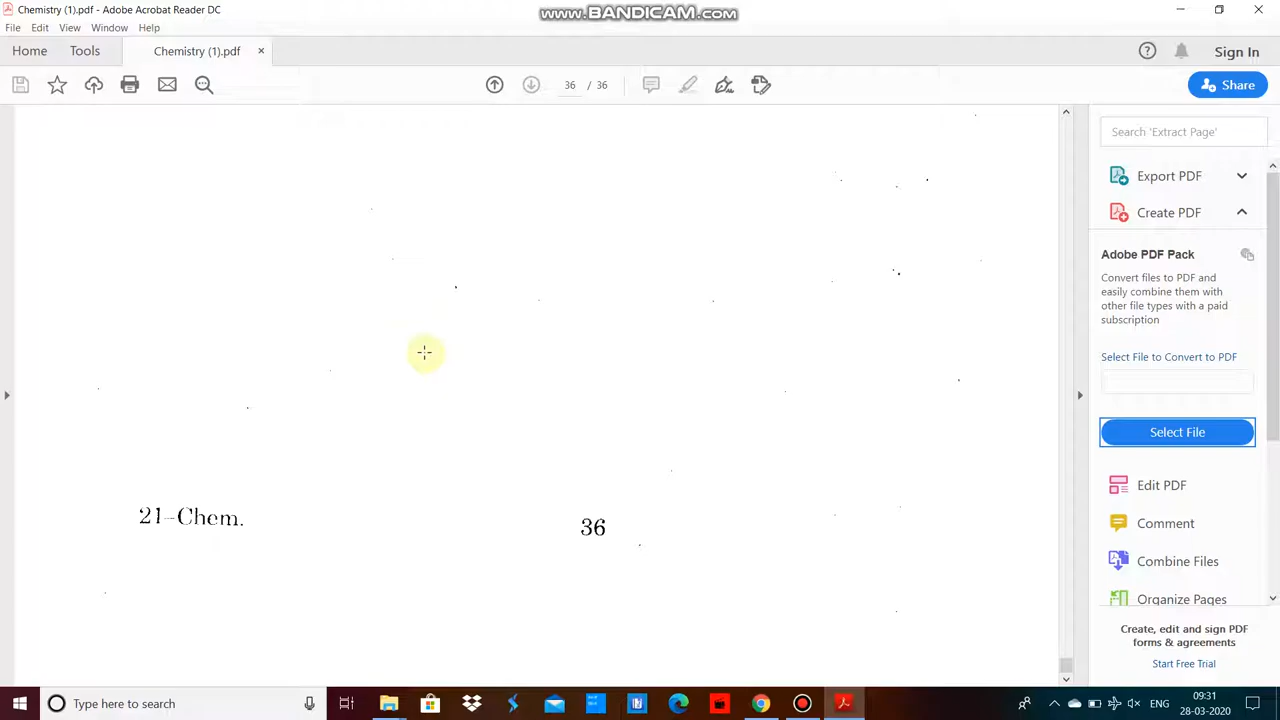 Chemistry (1).pdf - Adobe Acrobat Reader DC
www.BANDICAM.com
File Edit View Window Help
Home Tools Chemistry (1).pdf × Sign In
36 / 36 Share
Search 'Extract Page'
Export PDF
Create PDF
Adobe PDF Pack
Convert files to PDF and
easily combine them with
other file types with a paid
subscription
Select File to Convert to PDF
Select File
Edit PDF
Comment
Combine Files
Organize Pages
Create, edit and sign PDF
forms & agreements
Start Free Trial
21-Chem.
36
Type here to search
ENG
09:31
28-03-2020